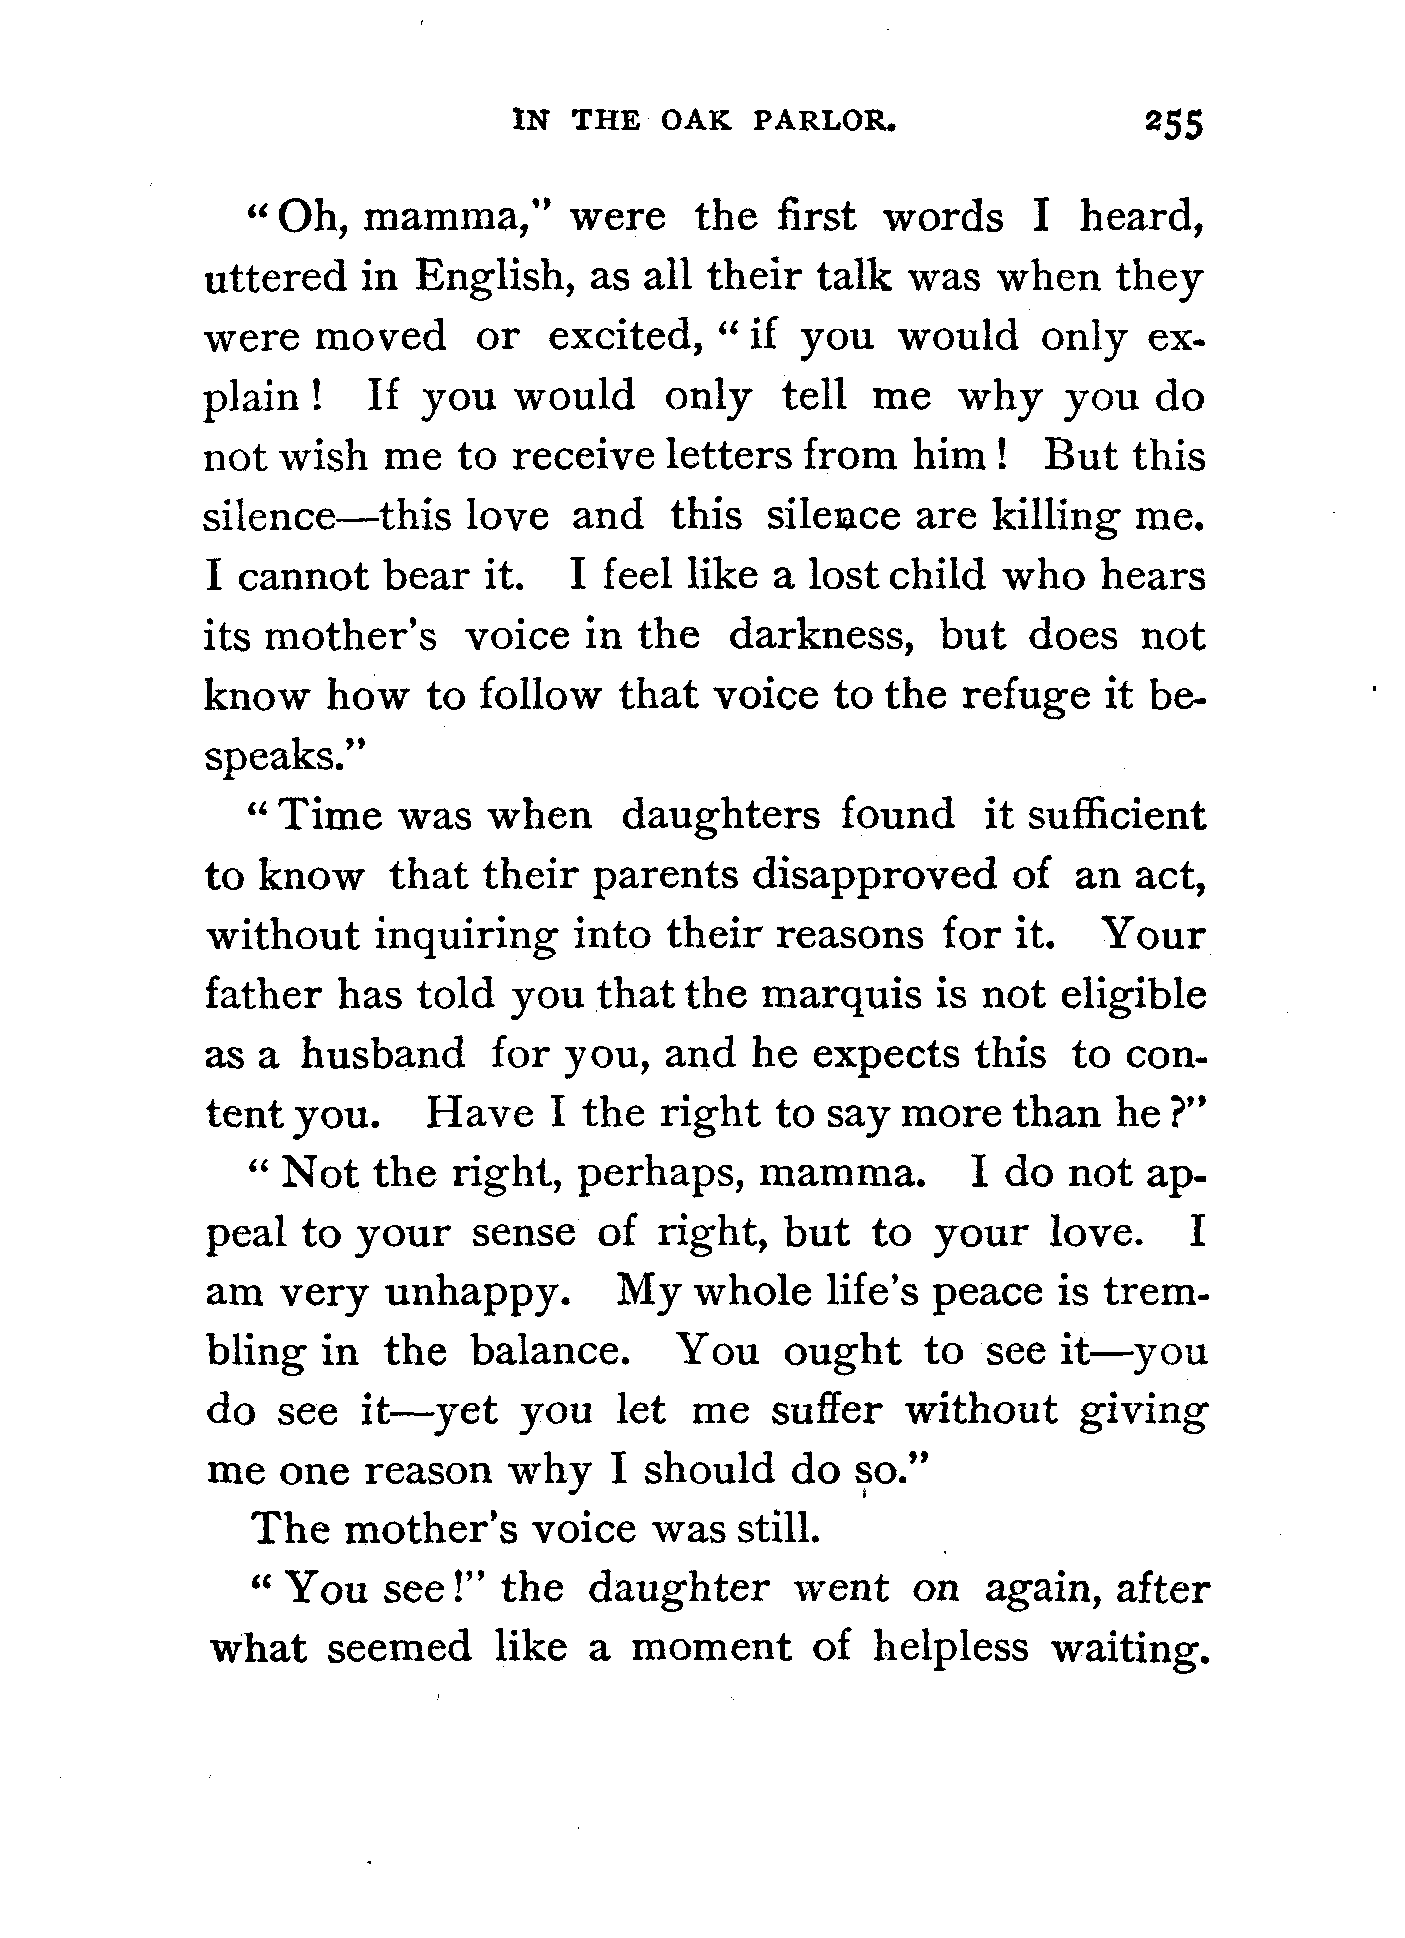 IN THE OAK PARLOR. 255
"Oh, mamma," were the first words I heard,
uttered in English, as all their talk was when they
were moved or excited, "if you would only ex-
plain! If you would only tell me why you do
not wish me to receive letters from him! But this
silence—this love and this silence are killing me.
I cannot bear it. I feel like a lost child who hears
its mother's voice in the darkness, but does not
know how to follow that voice to the refuge it be-
speaks."
"Time was when daughters found it sufficient
to know that their parents disapproved of an act,
without inquiring into their reasons for it. Your
father has told you that the marquis is not eligible
as a husband for you, and he expects this to con-
tent you. Have I the right to say more than he?"
"Not the right, perhaps, mamma. I do not ap-
peal to your sense of right, but to your love. I
am very unhappy. My whole life's peace is trem-
bling in the balance. You ought to see it—you
do see it—yet you let me suffer without giving
me one reason why I should do so."
The mother's voice was still.
"You see!" the daughter went on again, after
what seemed like a moment of helpless waiting.